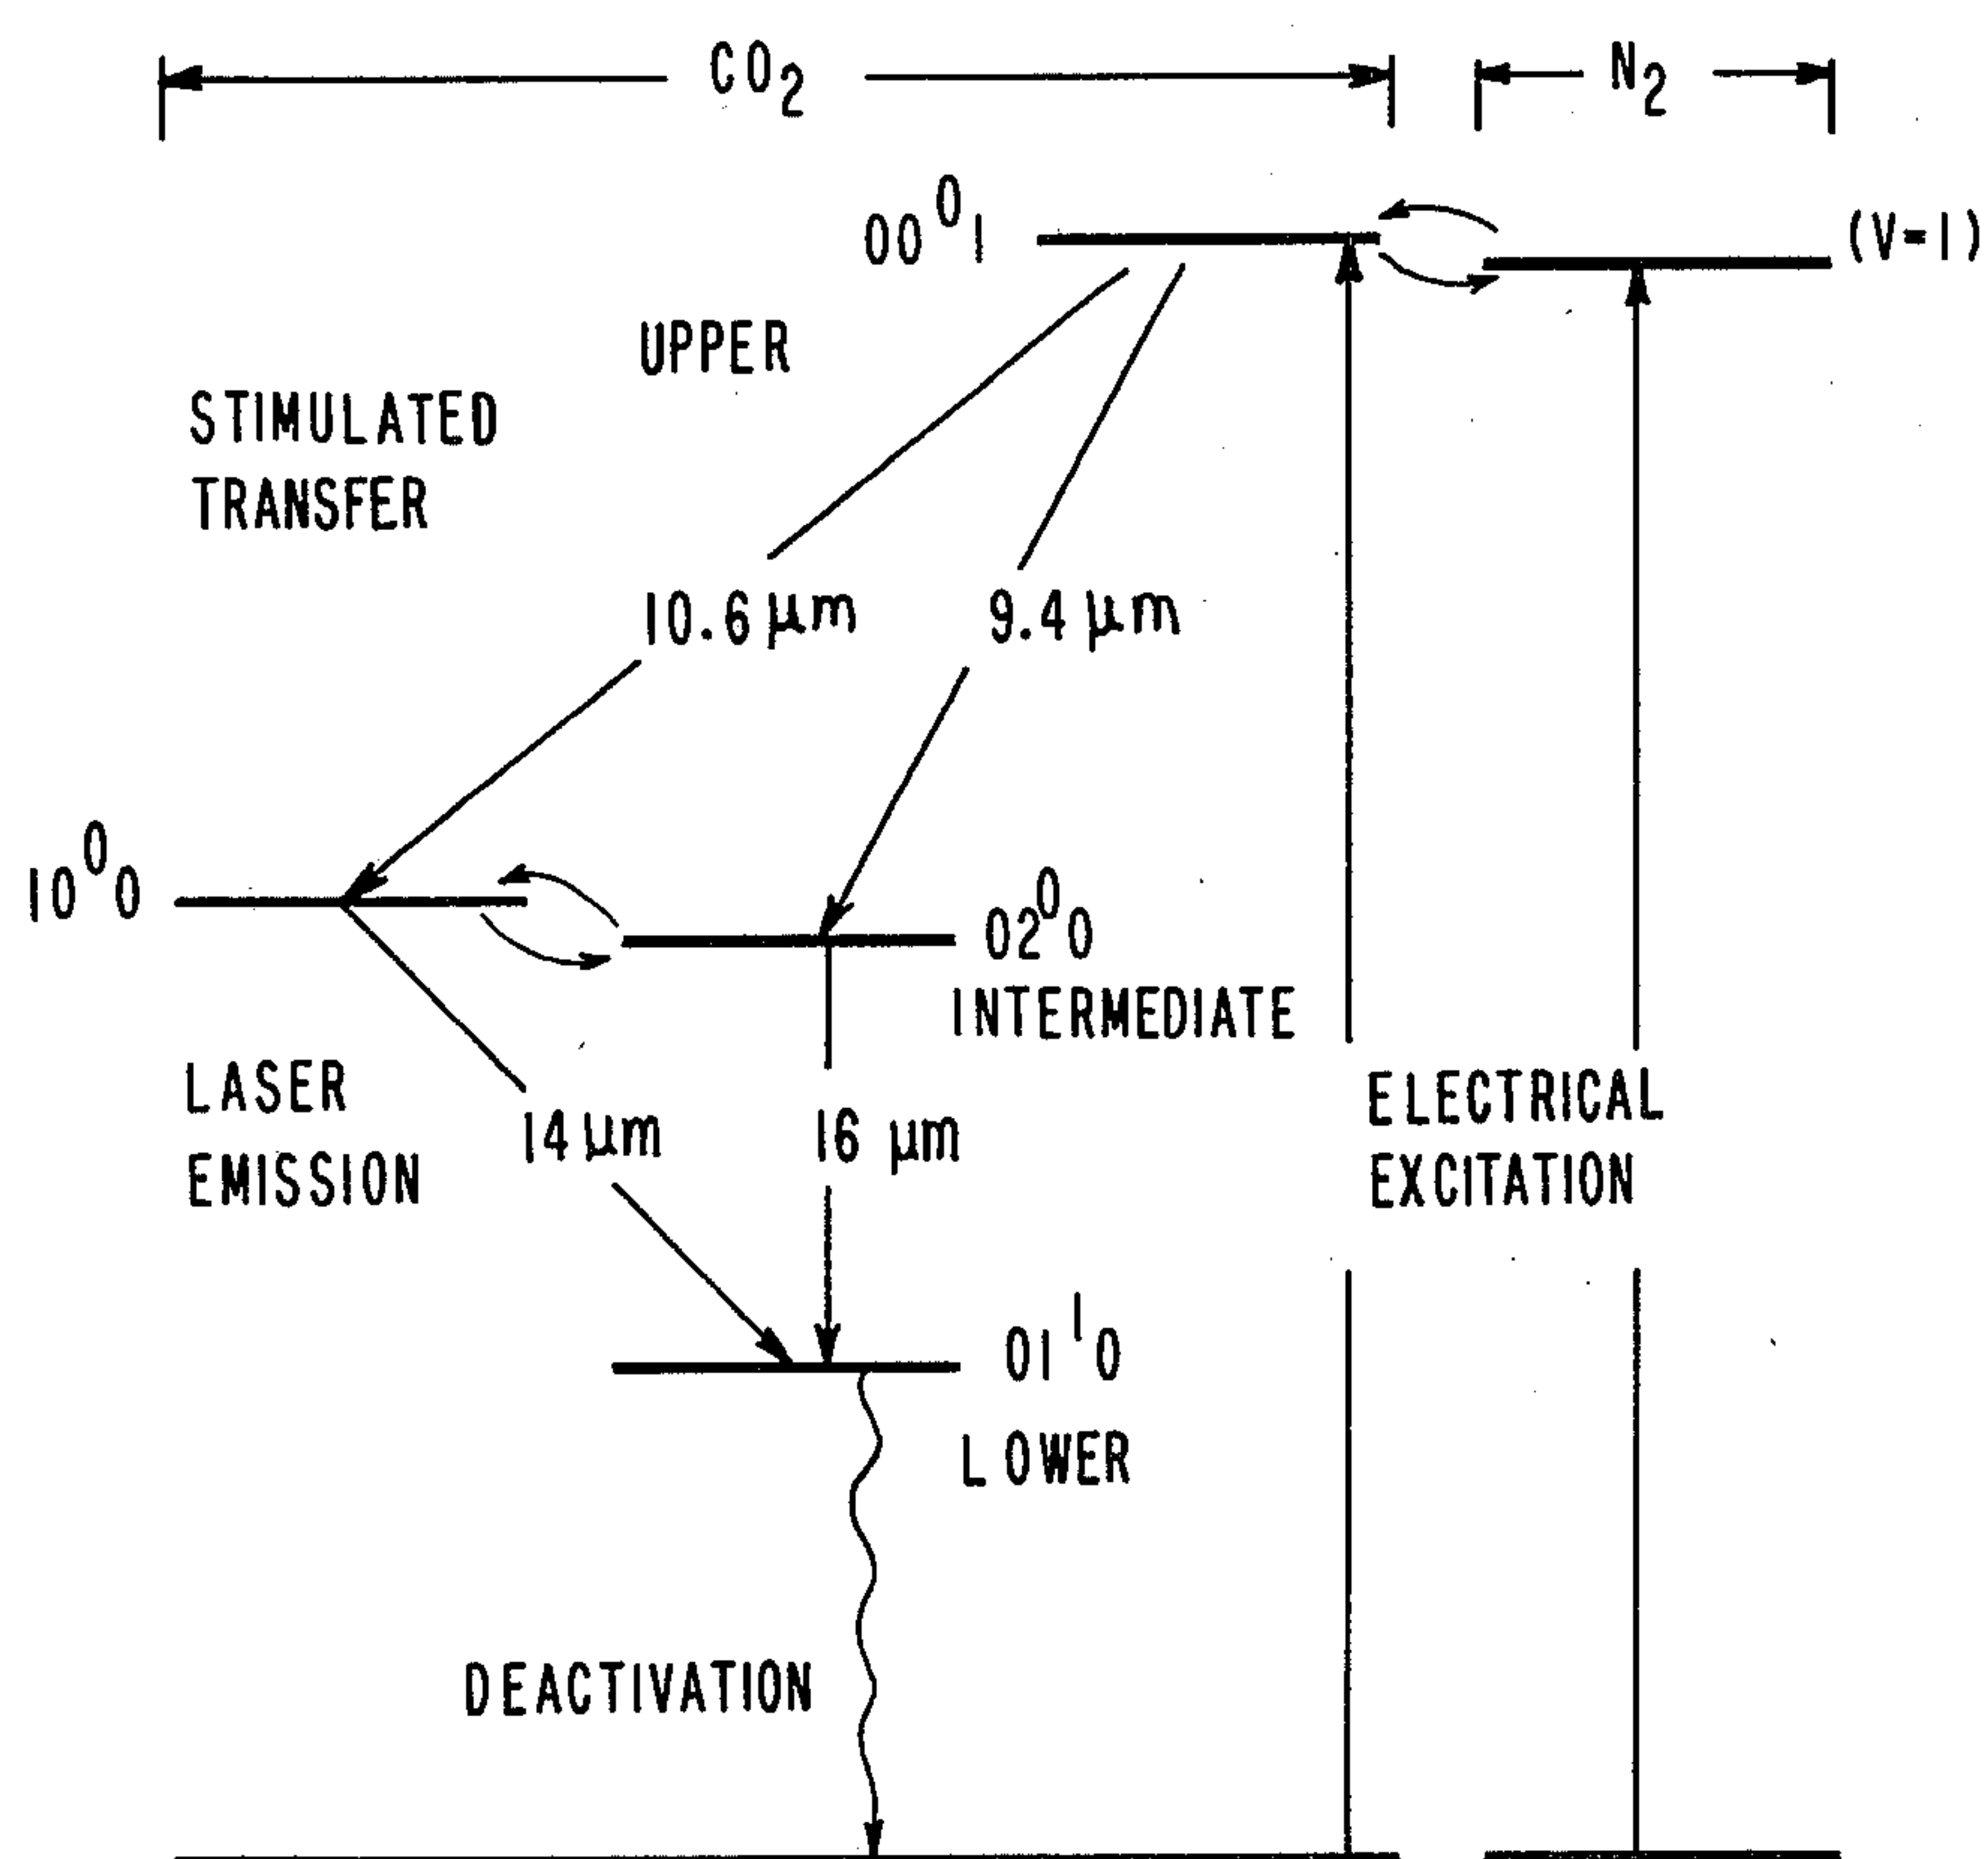 CO2
N2
00⁰1
(V=1)
UPPER
STIMULATED
TRANSFER
10.6 µm
9.4 µm
10⁰0
02⁰0
INTERMEDIATE
LASER
EMISSION
14 µm
16 µm
ELECTRICAL
EXCITATION
01¹0
LOWER
DEACTIVATION